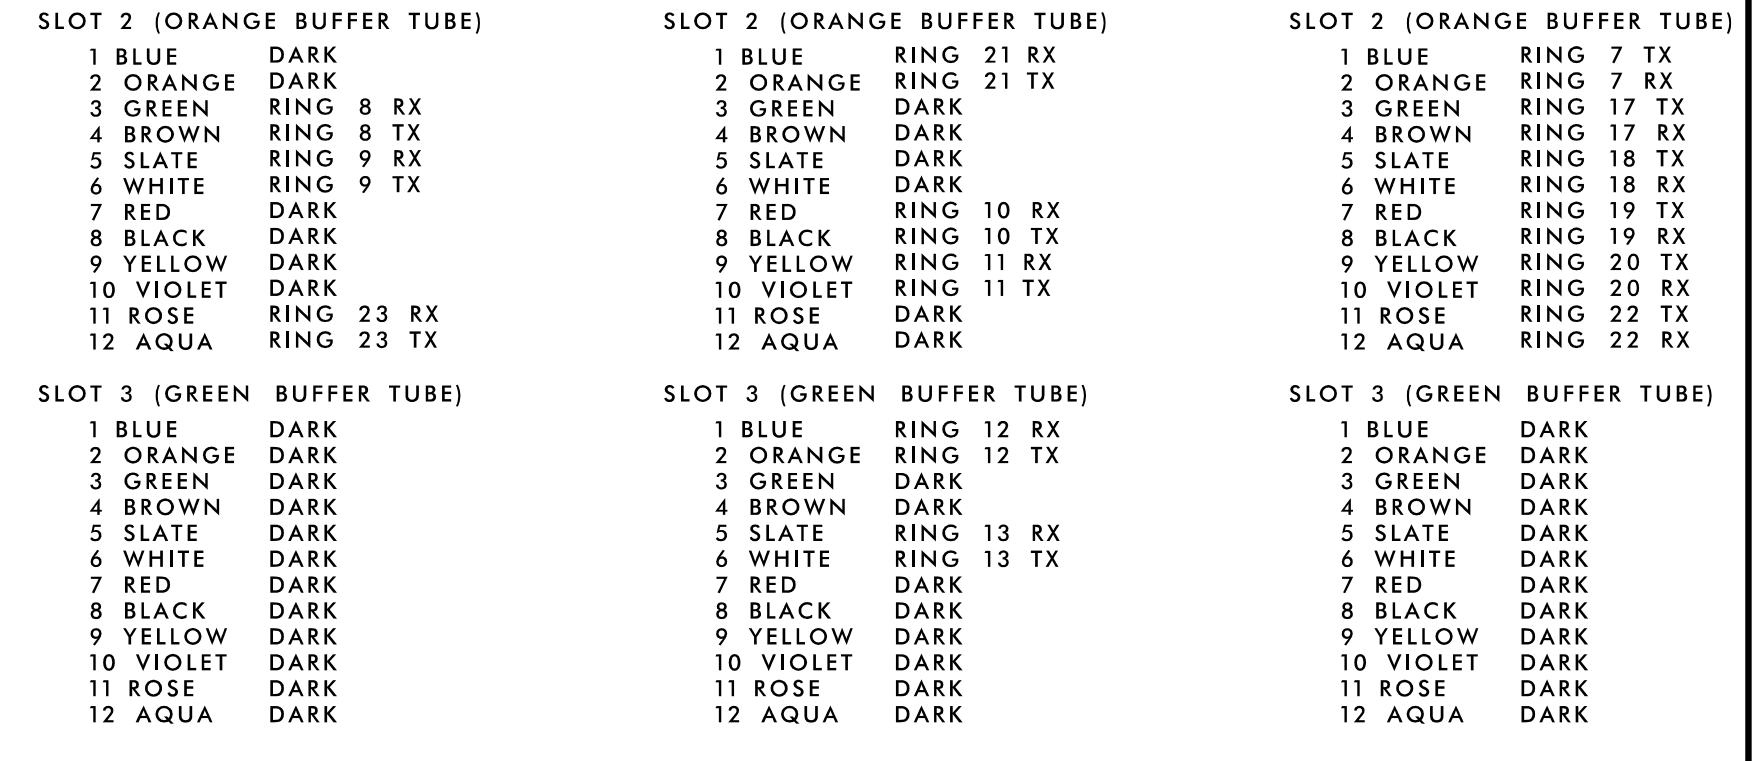 SLOT 2 (ORANGE BUFFER TUBE)
1 BLUE DARK
2 ORANGE DARK
3 GREEN RING 8 RX
4 BROWN RING 8 TX
5 SLATE RING 9 RX
6 WHITE RING 9 TX
7 RED DARK
8 BLACK DARK
9 YELLOW DARK
10 VIOLET DARK
11 ROSE RING 23 RX
12 AQUA RING 23 TX
SLOT 3 (GREEN BUFFER TUBE)
1 BLUE DARK
2 ORANGE DARK
3 GREEN DARK
4 BROWN DARK
5 SLATE DARK
6 WHITE DARK
7 RED DARK
8 BLACK DARK
9 YELLOW DARK
10 VIOLET DARK
11 ROSE DARK
12 AQUA DARK
SLOT 2 (ORANGE BUFFER TUBE)
1 BLUE RING 21 RX
2 ORANGE RING 21 TX
3 GREEN DARK
4 BROWN DARK
5 SLATE DARK
6 WHITE DARK
7 RED RING 10 RX
8 BLACK RING 10 TX
9 YELLOW RING 11 RX
10 VIOLET RING 11 TX
11 ROSE DARK
12 AQUA DARK
SLOT 3 (GREEN BUFFER TUBE)
1 BLUE RING 12 RX
2 ORANGE RING 12 TX
3 GREEN DARK
4 BROWN DARK
5 SLATE RING 13 RX
6 WHITE RING 13 TX
7 RED DARK
8 BLACK DARK
9 YELLOW DARK
10 VIOLET DARK
11 ROSE DARK
12 AQUA DARK
SLOT 2 (ORANGE BUFFER TUBE)
1 BLUE RING 7 TX
2 ORANGE RING 7 RX
3 GREEN RING 17 TX
4 BROWN RING 17 RX
5 SLATE RING 18 TX
6 WHITE RING 18 RX
7 RED RING 19 TX
8 BLACK RING 19 RX
9 YELLOW RING 20 TX
10 VIOLET RING 20 RX
11 ROSE RING 22 TX
12 AQUA RING 22 RX
SLOT 3 (GREEN BUFFER TUBE)
1 BLUE DARK
2 ORANGE DARK
3 GREEN DARK
4 BROWN DARK
5 SLATE DARK
6 WHITE DARK
7 RED DARK
8 BLACK DARK
9 YELLOW DARK
10 VIOLET DARK
11 ROSE DARK
12 AQUA DARK